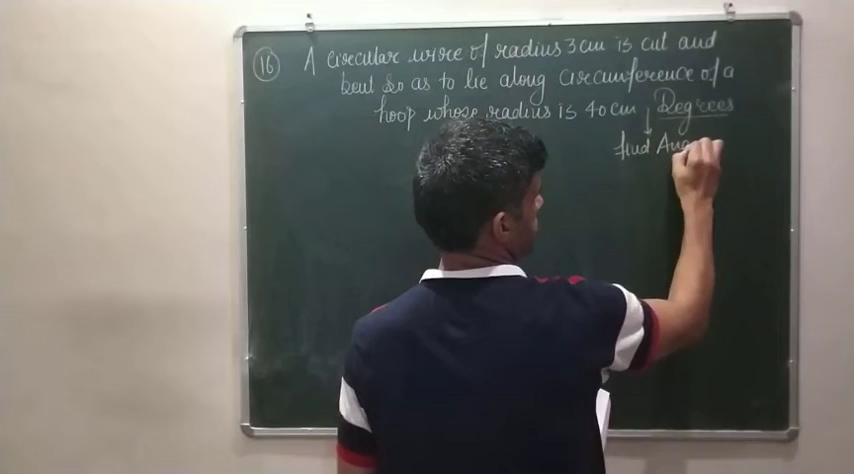 16 A circular wire of radius 3 cm is cut and
bent so as to lie along circumference of a
hoop whose radius is 40 cm Degrees
find Ang